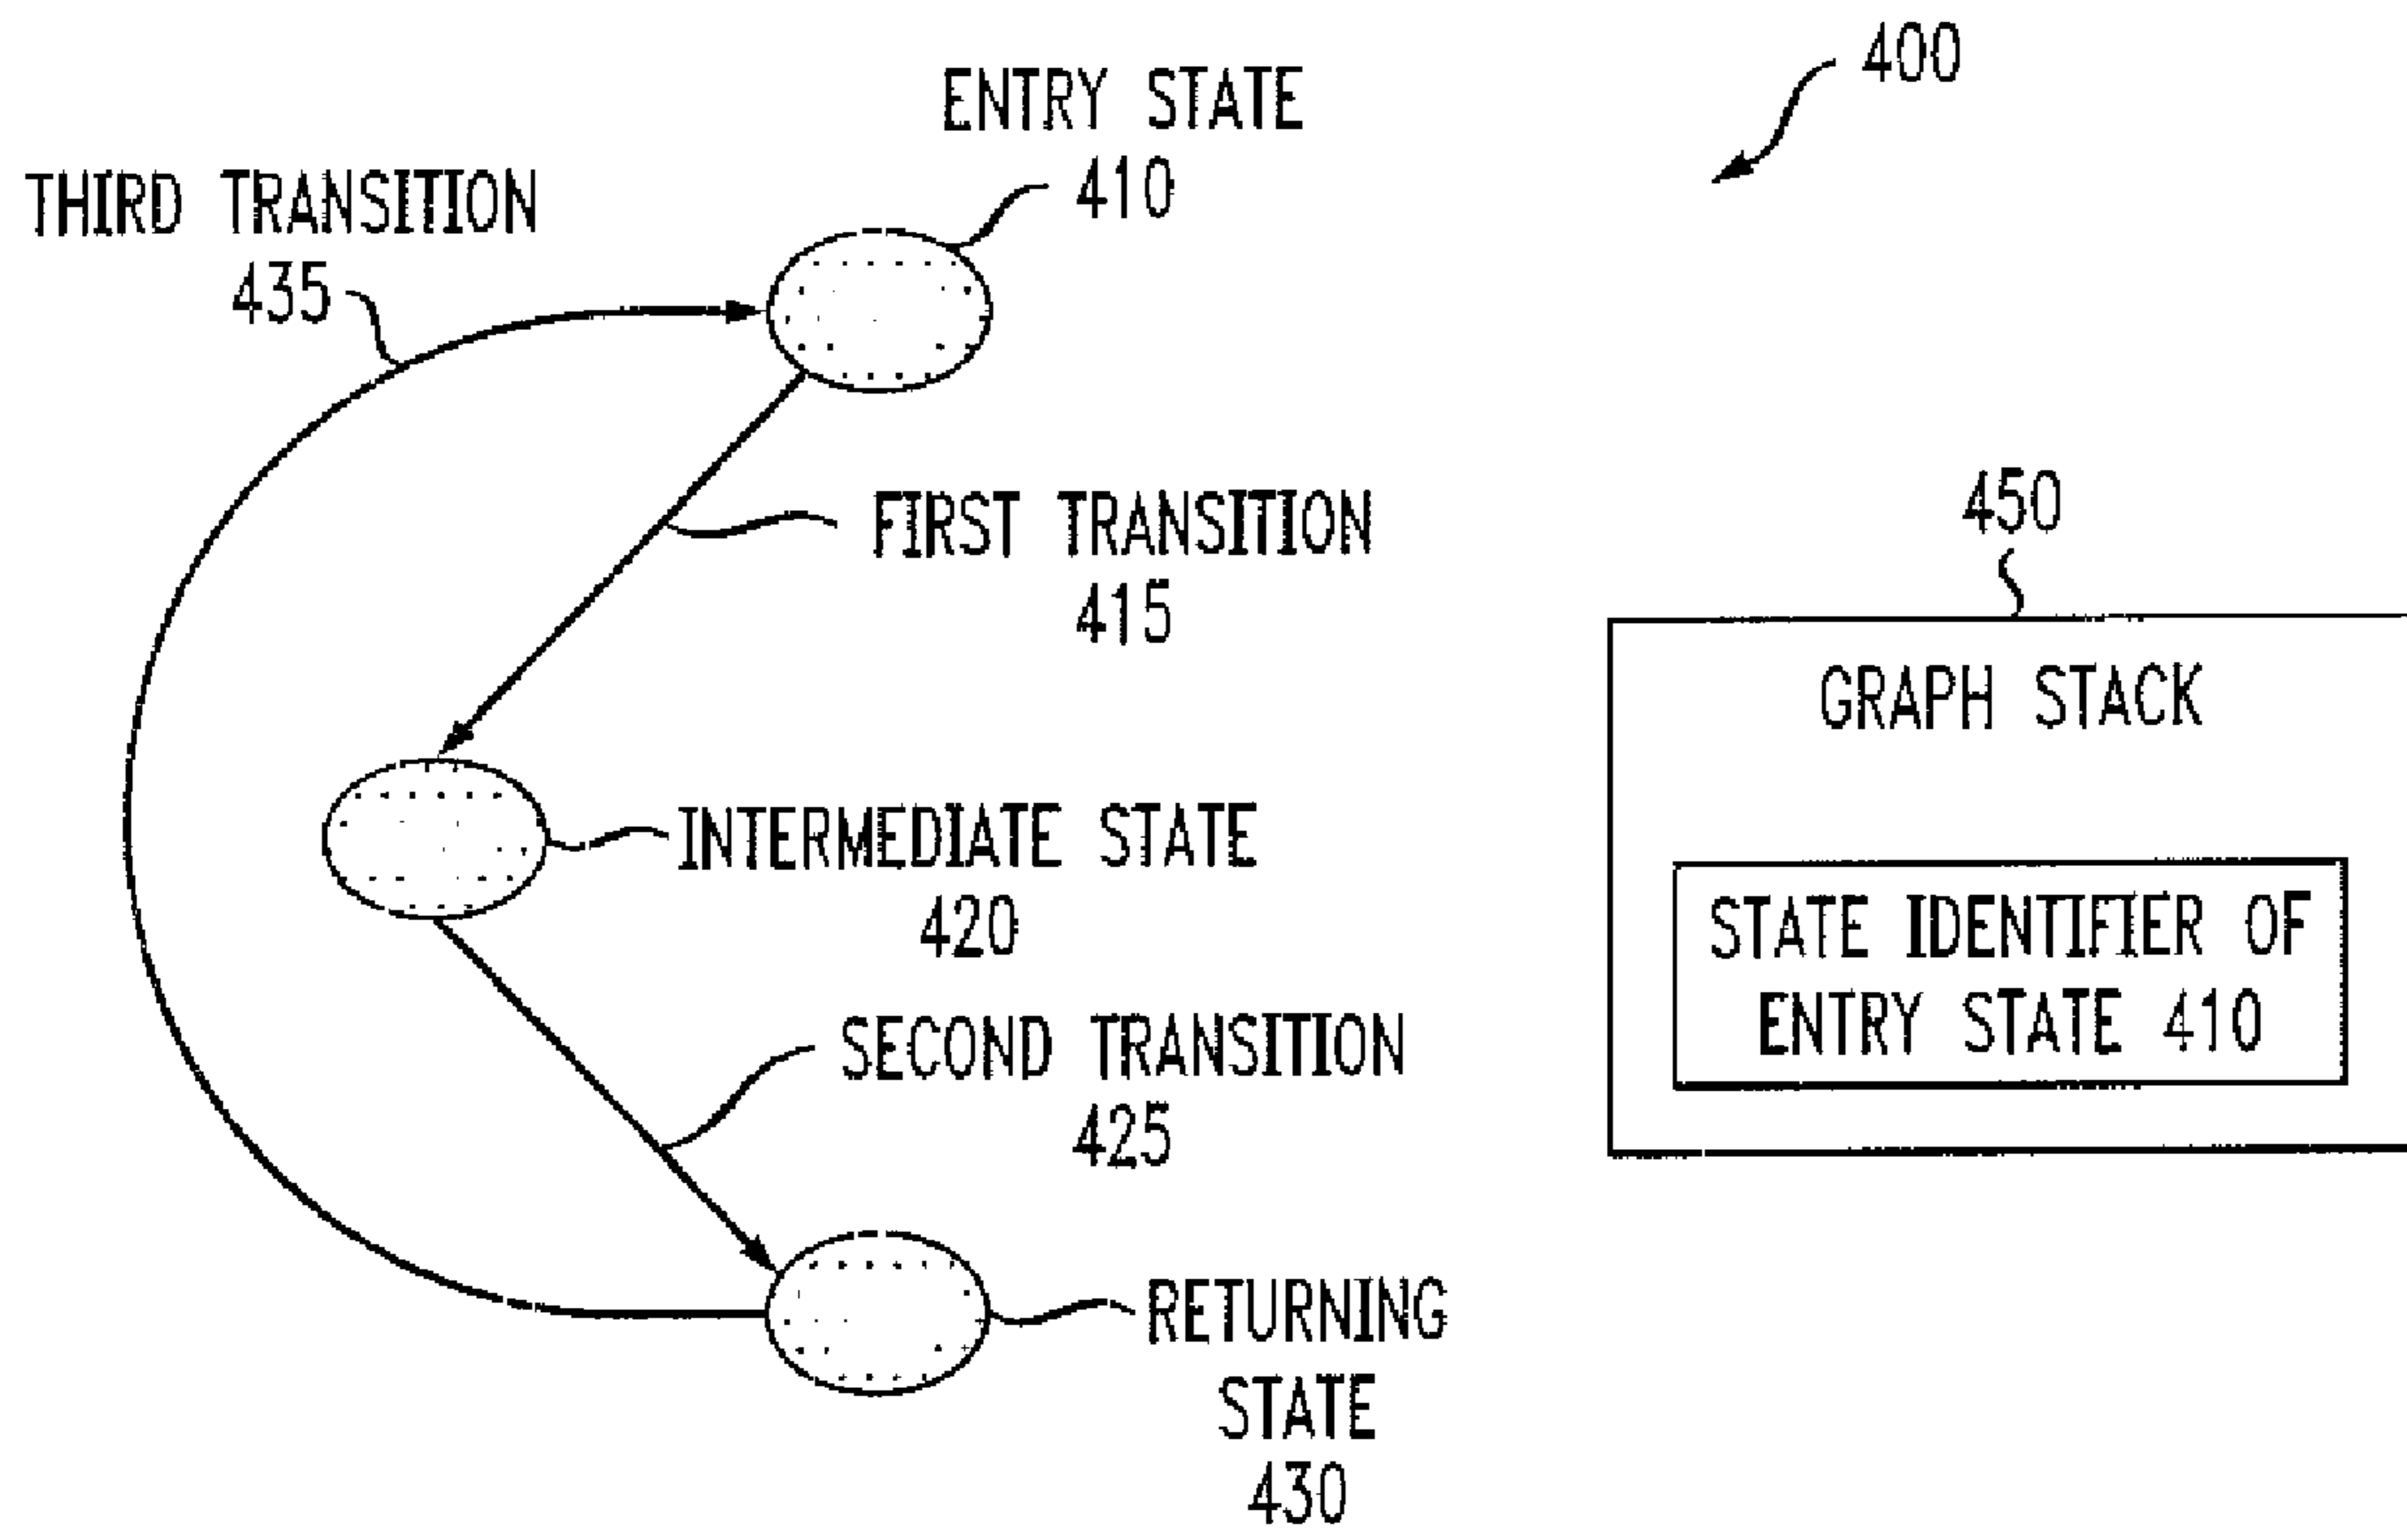 400
ENTRY STATE
410
THIRD TRANSITION
435
FIRST TRANSITION
415
450
GRAPH STACK
STATE IDENTIFIER OF
ENTRY STATE 410
INTERMEDIATE STATE
420
SECOND TRANSITION
425
RETURNING
STATE
430